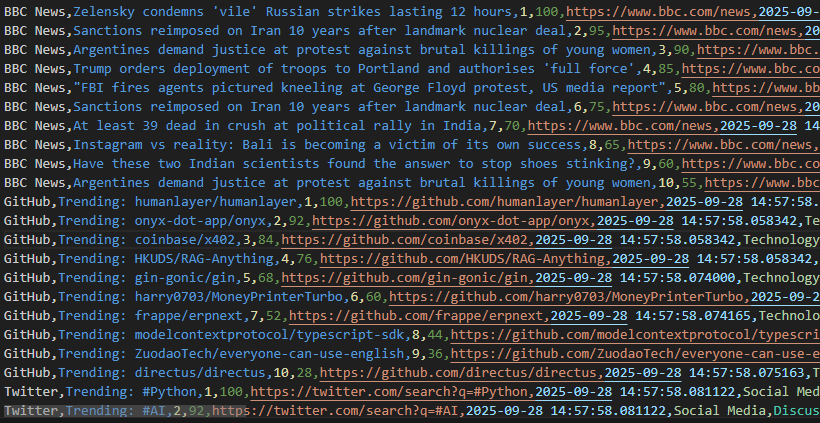 BBC News,Zelensky condemns 'vile' Russian strikes lasting 12 hours,1,100,https://www.bbc.com/news,2025-09-
BBC News,Sanctions reimposed on Iran 10 years after landmark nuclear deal,2,95,https://www.bbc.com/news,2
BBC News,Argentines demand justice at protest against brutal killings of young women,3,90,https://www.bbc.
BBC News,Trump orders deployment of troops to Portland and authorises 'full force',4,85,https://www.bbc.co
BBC News,"FBI fires agents pictured kneeling at George Floyd protest, US media report",5,80,https://www.bb
BBC News,Sanctions reimposed on Iran 10 years after landmark nuclear deal,6,75,https://www.bbc.com/news,2
BBC News,At least 39 dead in crush at political rally in India,7,70,https://www.bbc.com/news,2025-09-28 14
BBC News,Instagram vs reality: Bali is becoming a victim of its own success,8,65,https://www.bbc.com/news,
BBC News,Have these two Indian scientists found the answer to stop shoes stinking?,9,60,https://www.bbc.co
BBC News,Argentines demand justice at protest against brutal killings of young women,10,55,https://www.bbc
GitHub,Trending: humanlayer/humanlayer,1,100,https://github.com/humanlayer/humanlayer,2025-09-28 14:57:58.
GitHub,Trending: onyx-dot-app/onyx,2,92,https://github.com/onyx-dot-app/onyx,2025-09-28 14:57:58.058342,Te
GitHub,Trending: coinbase/x402,3,84,https://github.com/coinbase/x402,2025-09-28 14:57:58.058342,Technology
GitHub,Trending: HKUDS/RAG-Anything,4,76,https://github.com/HKUDS/RAG-Anything,2025-09-28 14:57:58.058342,
GitHub,Trending: gin-gonic/gin,5,68,https://github.com/gin-gonic/gin,2025-09-28 14:57:58.074000,Technology
GitHub,Trending: harry0703/MoneyPrinterTurbo,6,60,https://github.com/harry0703/MoneyPrinterTurbo,2025-09-2
GitHub,Trending: frappe/erpnext,7,52,https://github.com/frappe/erpnext,2025-09-28 14:57:58.074165,Technolo
GitHub,Trending: modelcontextprotocol/typescript-sdk,8,44,https://github.com/modelcontextprotocol/typescri
GitHub,Trending: ZuodaoTech/everyone-can-use-english,9,36,https://github.com/ZuodaoTech/everyone-can-use-e
GitHub,Trending: directus/directus,10,28,https://github.com/directus/directus,2025-09-28 14:57:58.075163,T
Twitter,Trending: #Python,1,100,https://twitter.com/search?q=#Python,2025-09-28 14:57:58.081122,Social Med
Twitter,Trending: #AI,2,92,https://twitter.com/search?q=#AI,2025-09-28 14:57:58.081122,Social Media,Discus